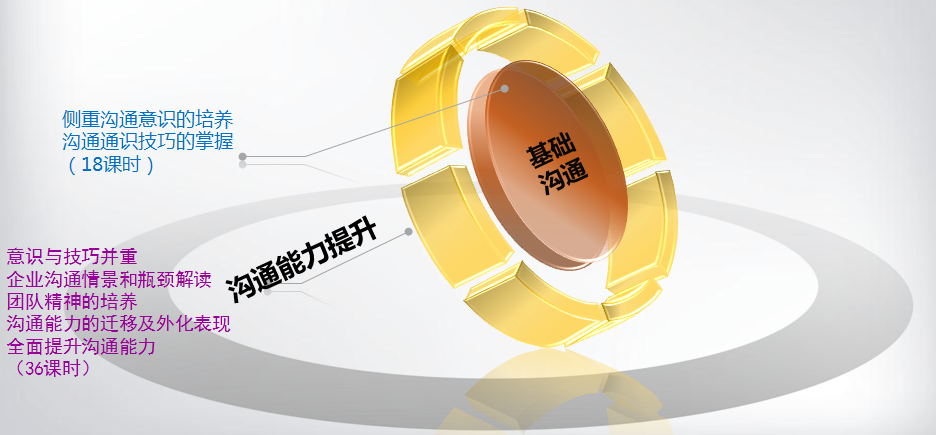 侧重沟通意识的培养
沟通通识技巧的掌握
（18课时）
基础
沟通
沟通能力提升
意识与技巧并重
企业沟通情景和瓶颈解读
团队精神的培养
沟通能力的迁移及外化表现
全面提升沟通能力
（36课时）